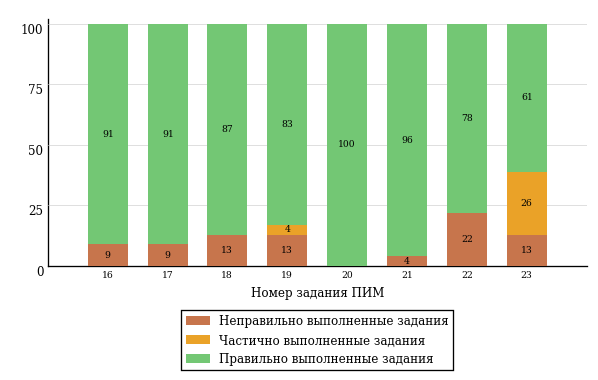 100
91 91 87 83 100 96 78 61
75
50
26
25
4
9 9 13 13 4 22 13
0
16 17 18 19 20 21 22 23
Номер задания ПИМ
Неправильно выполненные задания
Частично выполненные задания
Правильно выполненные задания